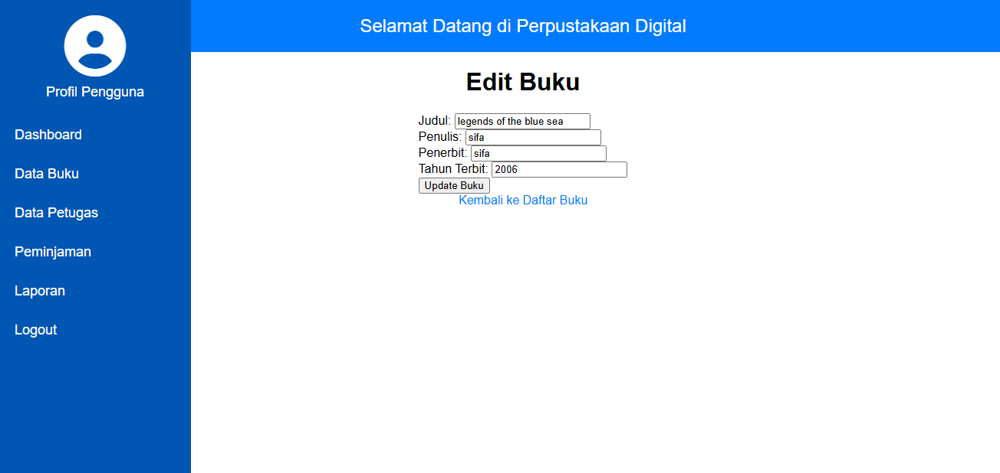 Profil Pengguna
Dashboard
Data Buku
Data Petugas
Peminjaman
Laporan
Logout
Selamat Datang di Perpustakaan Digital
Edit Buku
Judul: legends of the blue sea
Penulis: sifa
Penerbit: sifa
Tahun Terbit: 2006
Update Buku
Kembali ke Daftar Buku